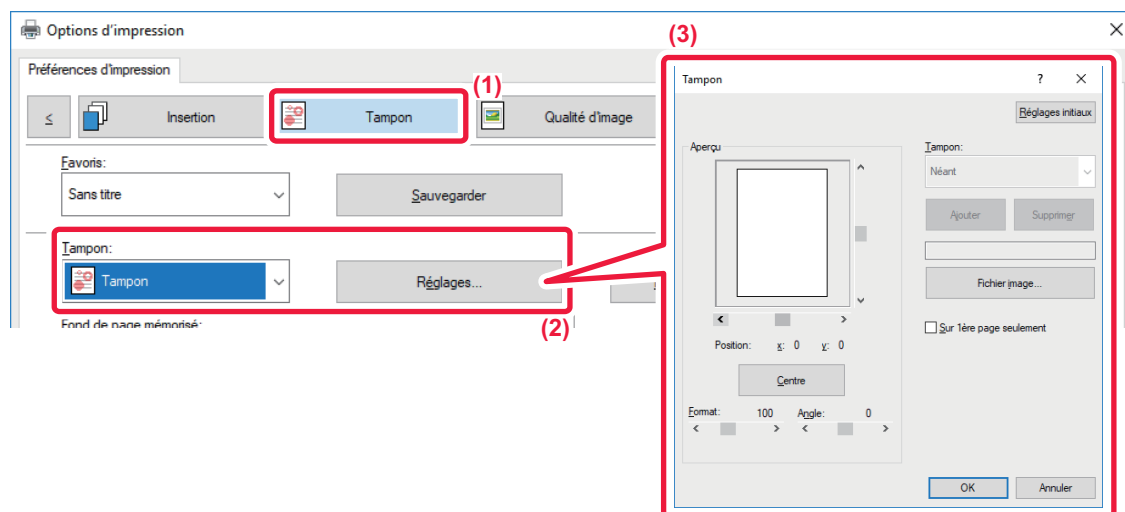 Options d'impression
Préférences d'impression
(1)
< Insertion Tampon Qualité d'image
Favoris:
Sans titre Sauvegarder
Tampon:
Tampon Réglages...
(2)
Fond de page mémorisé:
(3)
Tampon ?
Réglages initiaux
Aperçu
Tampon:
Néant
Ajouter Supprimer
Fichier image...
Sur 1ère page seulement
Position: x: 0 y: 0
Centre
Format: 100 Angle: 0
OK Annuler